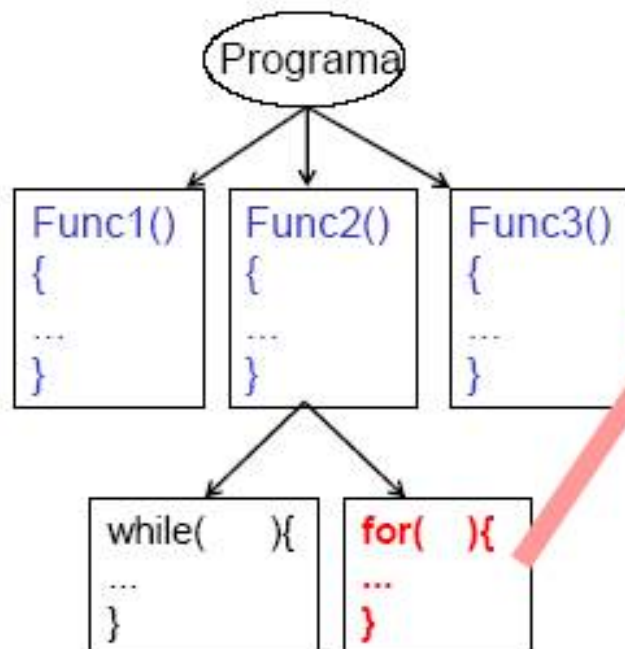 Programa
Func1()
{
...
}
Func2()
{
...
}
Func3()
{
...
}
while( ){
...
}
for( ){
...
}